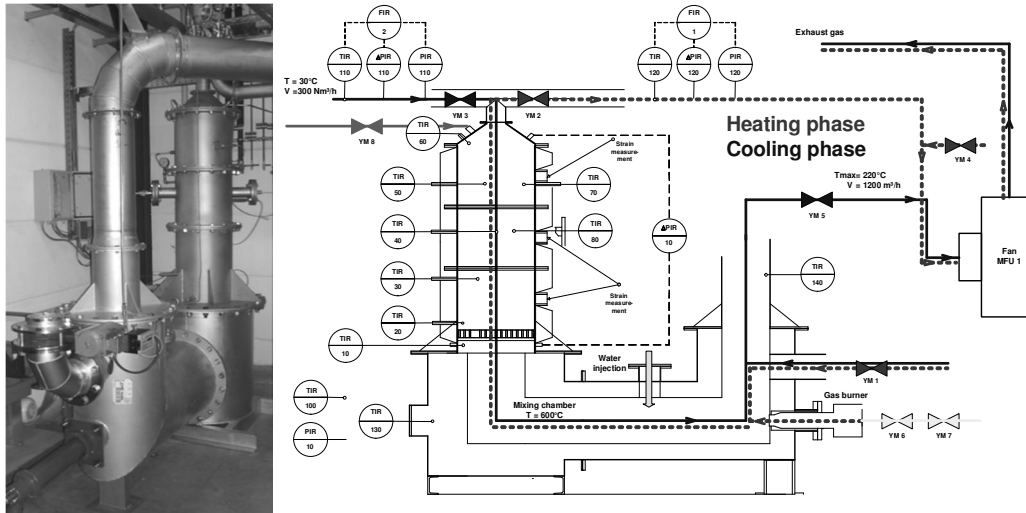 FIR
2
FIR
1
Exhaust gas
TIR
110
ΔPIR
110
PIR
110
TIR
120
ΔPIR
120
PIR
120
T = 30°C
V =300 Nm³/h
YM 3
YM 2
YM 8
TIR
60
Heating phase
Cooling phase
YM 4
Strain
measure-
ment
TIR
50
TIR
70
Tmax= 220°C
V = 1200 m³/h
YM 5
TIR
40
TIR
80
ΔPIR
10
Fan
MFU 1
TIR
30
TIR
140
Strain
measure-
ment
TIR
20
TIR
10
Water
injection
YM 1
TIR
100
Mixing chamber
T = 600°C
Gas burner
TIR
130
PIR
10
YM 6
YM 7